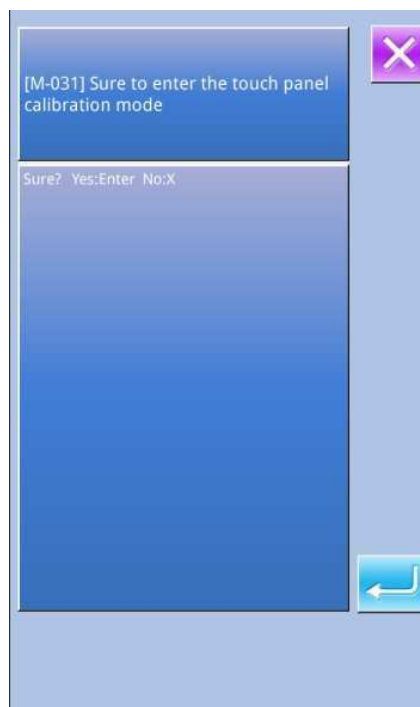 [M-031] Sure to enter the touch panel
calibration mode
Sure? Yes:Enter No:X